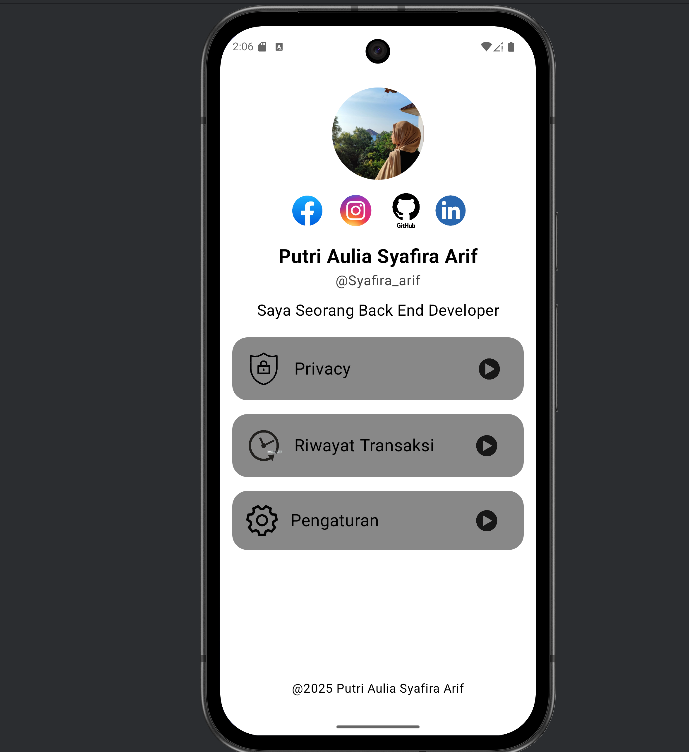 2:06
GitHub
Putri Aulia Syafira Arif
@Syafira_arif
Saya Seorang Back End Developer
Privacy
Riwayat Transaksi
Pengaturan
@2025 Putri Aulia Syafira Arif